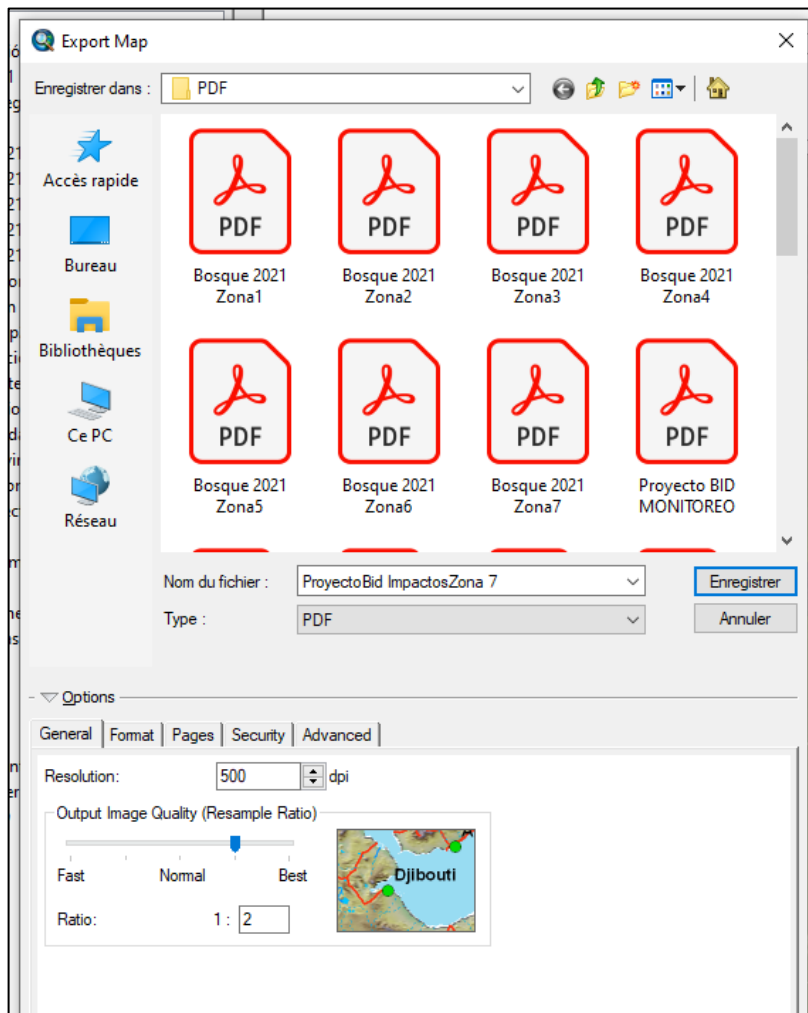 Export Map
Enregistrer dans :
PDF
Accès rapide
Bureau
Bibliothèques
Ce PC
Réseau
PDF
PDF
PDF
PDF
Bosque 2021
Zona1
Bosque 2021
Zona2
Bosque 2021
Zona3
Bosque 2021
Zona4
PDF
PDF
PDF
PDF
Bosque 2021
Zona5
Bosque 2021
Zona6
Bosque 2021
Zona7
Proyecto BID
MONITOREO
Nom du fichier :
ProyectoBid ImpactosZona 7
Enregistrer
Type :
PDF
Annuler
Options
General
Format
Pages
Security
Advanced
Resolution:
500
dpi
Output Image Quality (Resample Ratio)
Fast
Normal
Best
Djibouti
Ratio:
1 :
2